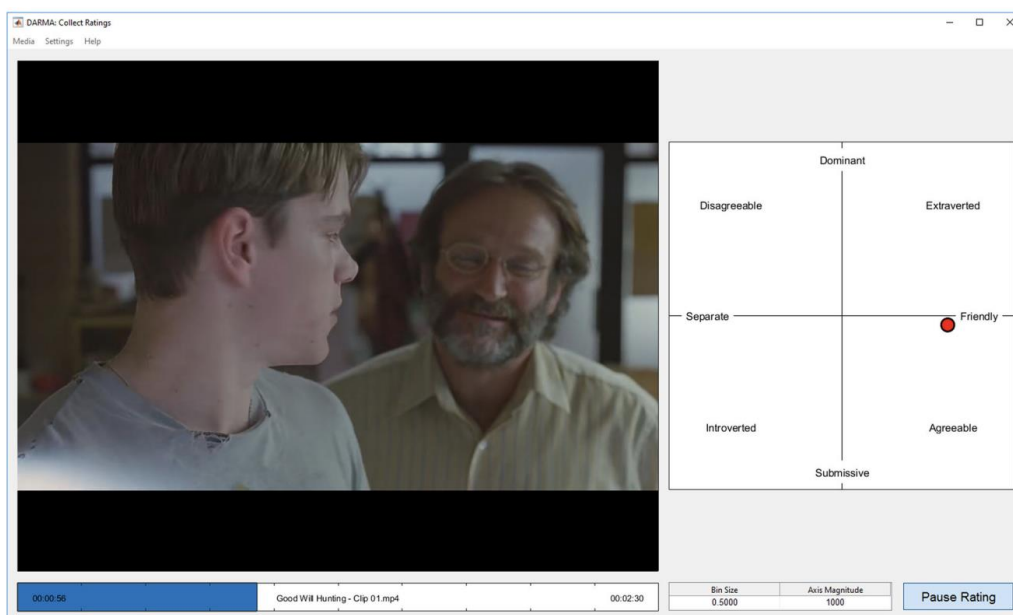 DARMA: Collect Ratings
Media Settings Help
Dominant
Disagreeable Extraverted
Separate Friendly
Introverted Agreeable
Submissive
00:00:56 Good Will Hunting - Clip 01.mp4 00:02:30
Bin Size Axis Magnitude
0.5000 1000
Pause Rating